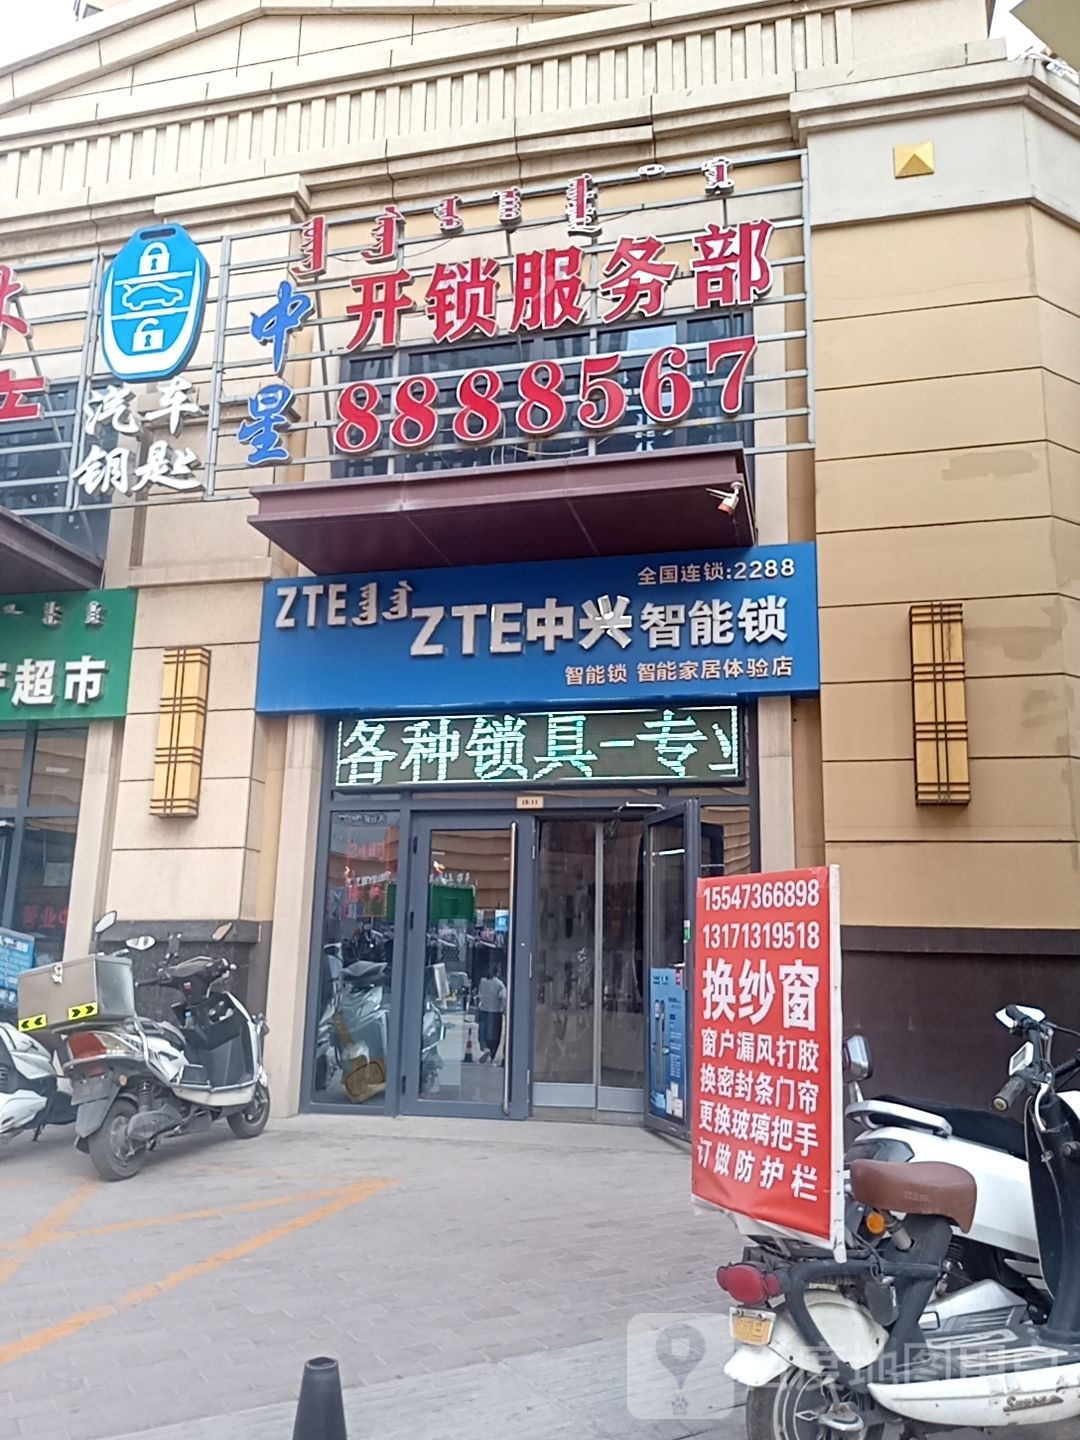 中星
开锁服务部
8888567
汽车
钥匙
全国连锁:2288
ZTE
ZTE中兴智能锁
智能锁 智能家居体验店
超市
各种锁具-专业
15547366898
13171319518
换纱窗
窗户漏风打胶
换密封条门帘
更换玻璃把手
订做防护栏